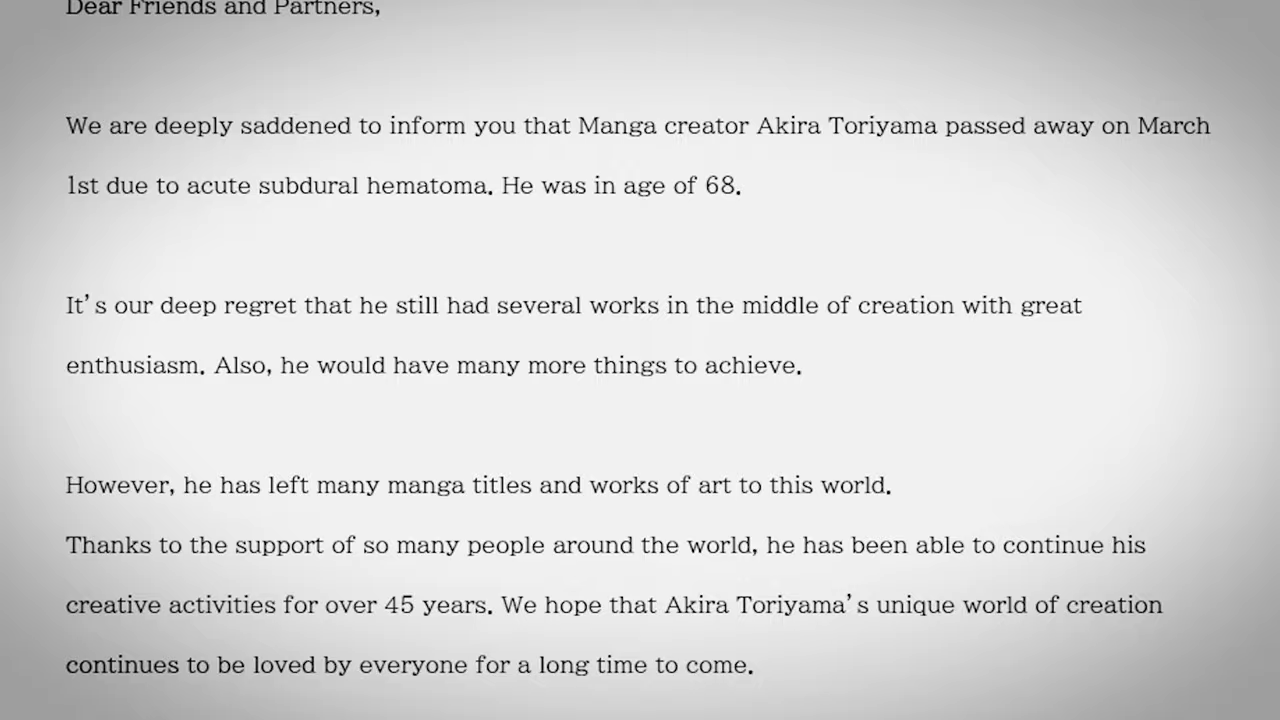 Dear Friends and Partners,
We are deeply saddened to inform you that Manga creator Akira Toriyama passed away on March
1st due to acute subdural hematoma. He was in age of 68.
It's our deep regret that he still had several works in the middle of creation with great
enthusiasm. Also, he would have many more things to achieve.
However, he has left many manga titles and works of art to this world.
Thanks to the support of so many people around the world, he has been able to continue his
creative activities for over 45 years. We hope that Akira Toriyama's unique world of creation
continues to be loved by everyone for a long time to come.